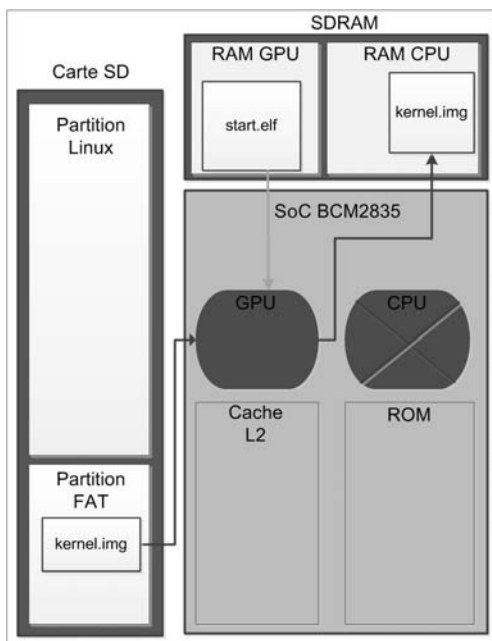 SDRAM
Carte SD
RAM GPU
RAM CPU
start.elf
kernel.img
Partition
Linux
SoC BCM2835
GPU
CPU
Cache
L2
ROM
Partition
FAT
kernel.img